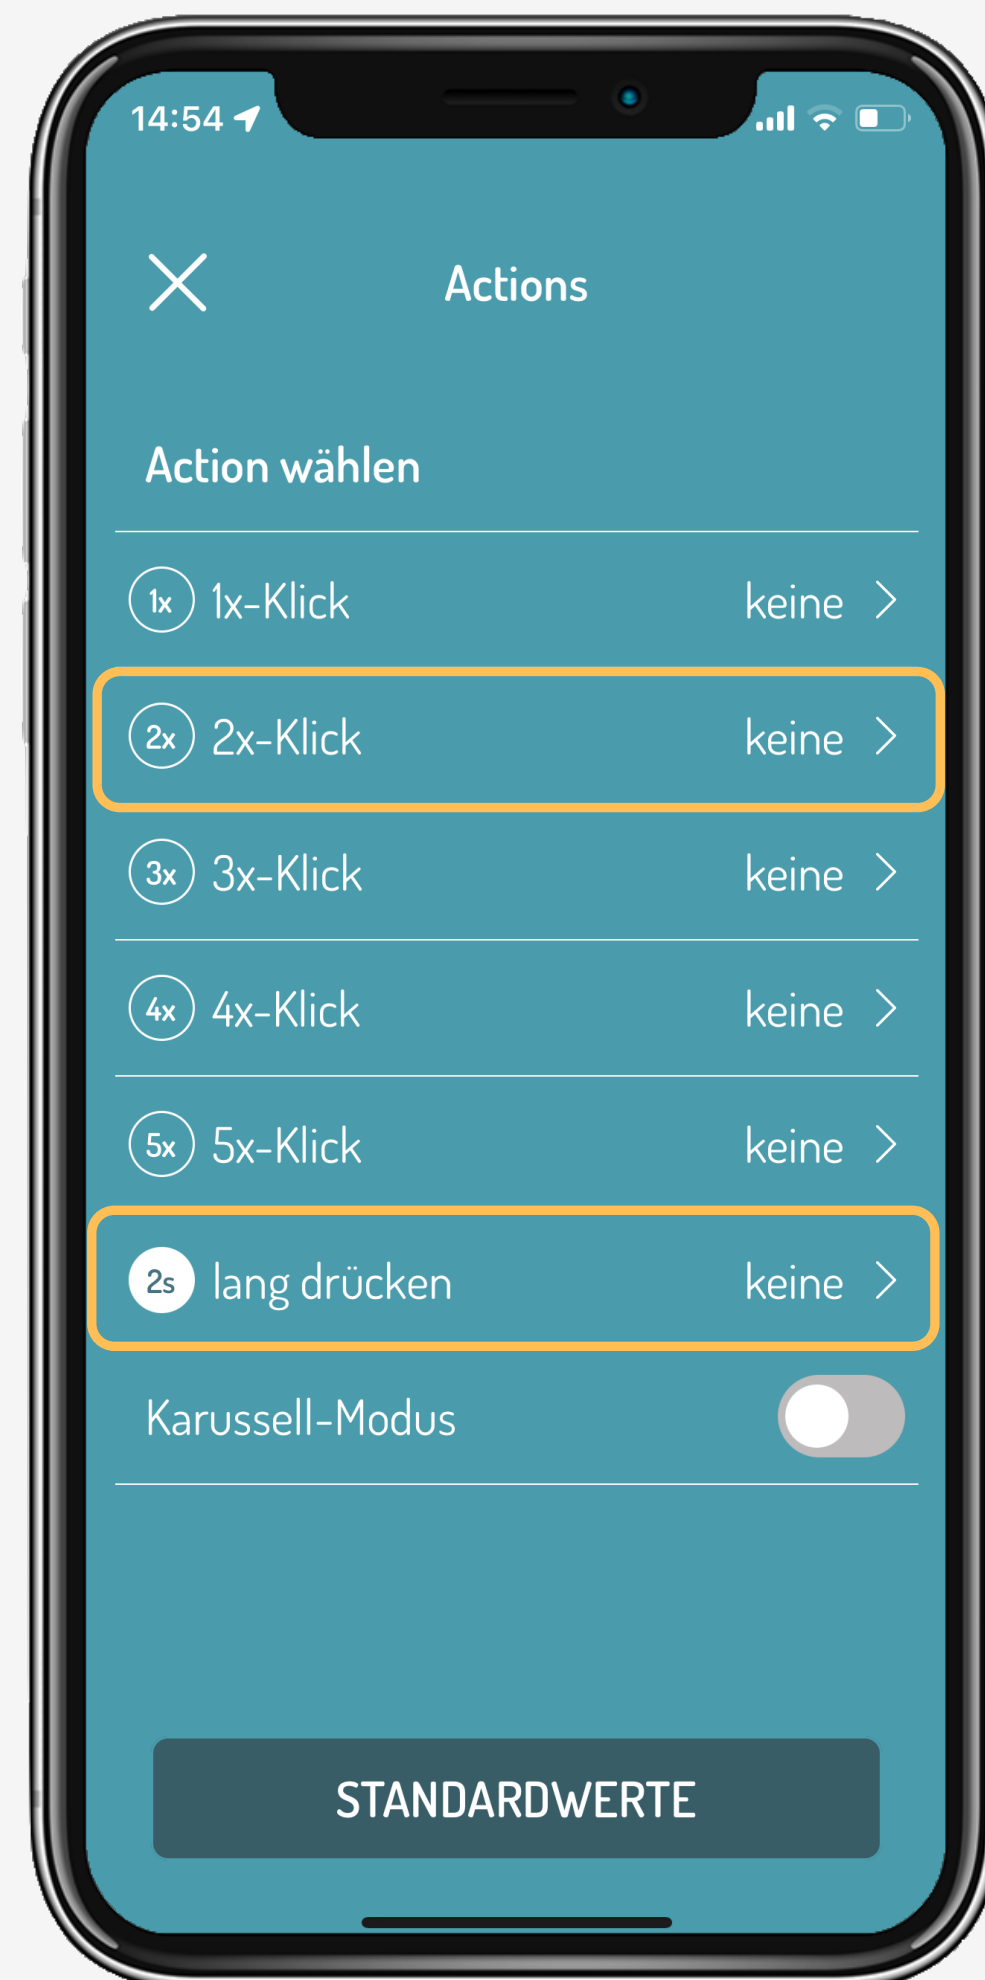 14:54
Actions
Action wählen
1x 1x-Klick keine
2x 2x-Klick keine
3x 3x-Klick keine
4x 4x-Klick keine
5x 5x-Klick keine
2s lang drücken keine
Karussell-Modus
STANDARDWERTE